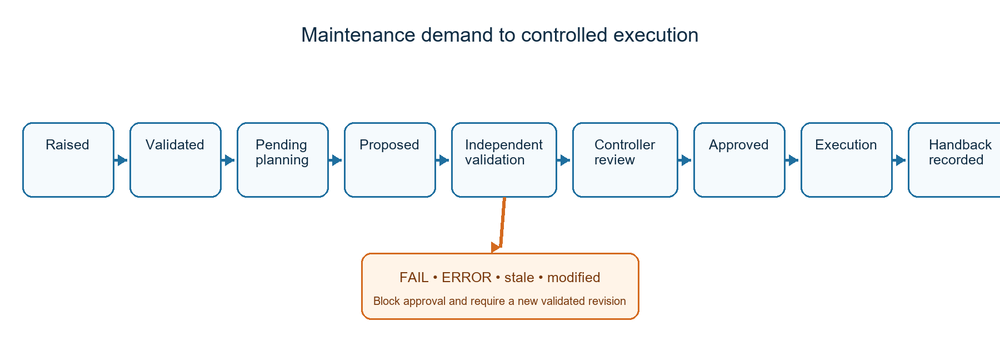 Maintenance demand to controlled execution
Raised
Validated
Pending
planning
Proposed
Independent
validation
Controller
review
Approved
Execution
Handback
recorded
FAIL • ERROR • stale • modified
Block approval and require a new validated revision